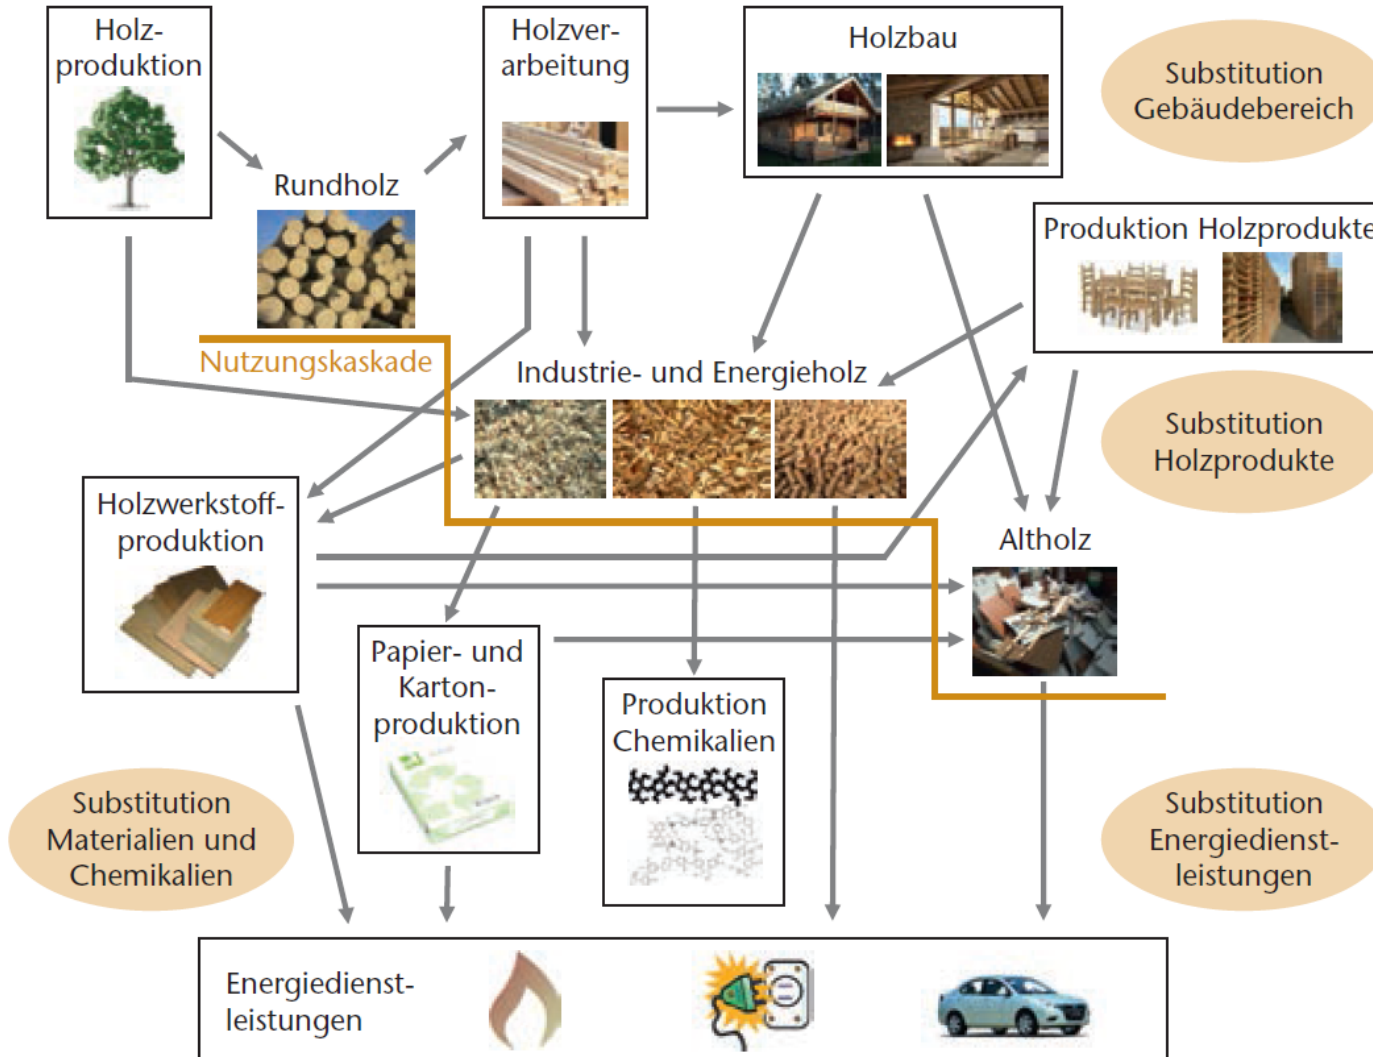 Holz-
produktion
Holzver-
arbeitung
Holzbau
Substitution
Gebäudebereich
Rundholz
Produktion Holzprodukte
Nutzungskaskade
Industrie- und Energieholz
Substitution
Holzprodukte
Holzwerkstoff-
produktion
Altholz
Papier- und
Karton-
produktion
Produktion
Chemikalien
Substitution
Materialien und
Chemikalien
Substitution
Energiedienst-
leistungen
Energiedienst-
leistungen